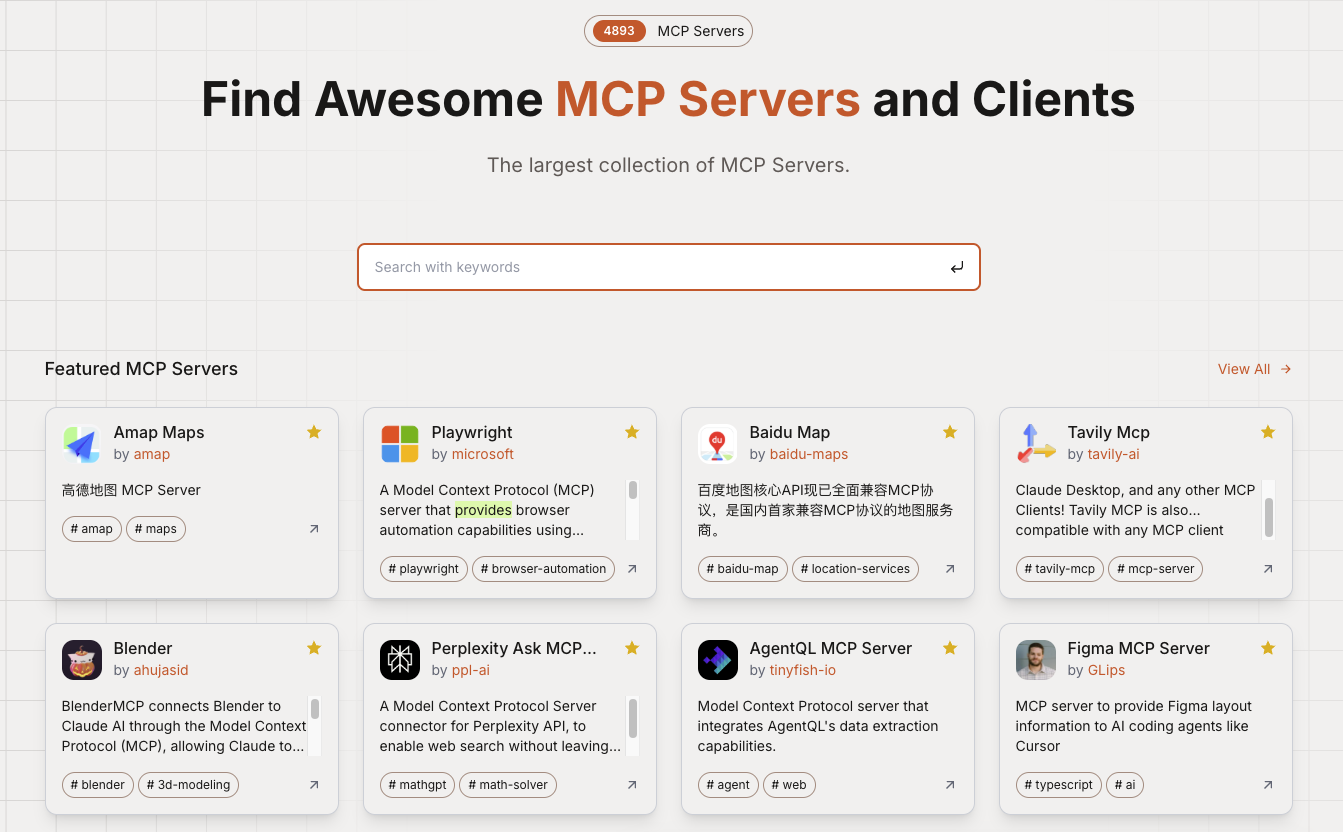 4893 MCP Servers
Find Awesome MCP Servers and Clients
The largest collection of MCP Servers.
Search with keywords
Featured MCP Servers
View All
Amap Maps
by amap
高德地图 MCP Server
# amap # maps
Playwright
by microsoft
A Model Context Protocol (MCP)
server that provides browser
automation capabilities using...
# playwright # browser-automation
du
Baidu Map
by baidu-maps
百度地图核心API现已全面兼容MCP协
议，是国内首家兼容MCP协议的地图服务
商。
# baidu-map # location-services
Tavily Mcp
by tavily-ai
Claude Desktop, and any other MCP
Clients! Tavily MCP is also...
compatible with any MCP client
# tavily-mcp # mcp-server
Blender
by ahujasid
BlenderMCP connects Blender to
Claude AI through the Model Context
Protocol (MCP), allowing Claude to...
# blender # 3d-modeling
Perplexity Ask MCP...
by ppl-ai
A Model Context Protocol Server
connector for Perplexity API, to
enable web search without leaving...
# mathgpt # math-solver
AgentQL MCP Server
by tinyfish-io
Model Context Protocol server that
integrates AgentQL's data extraction
capabilities.
# agent # web
Figma MCP Server
by GLips
MCP server to provide Figma layout
information to AI coding agents like
Cursor
# typescript # ai